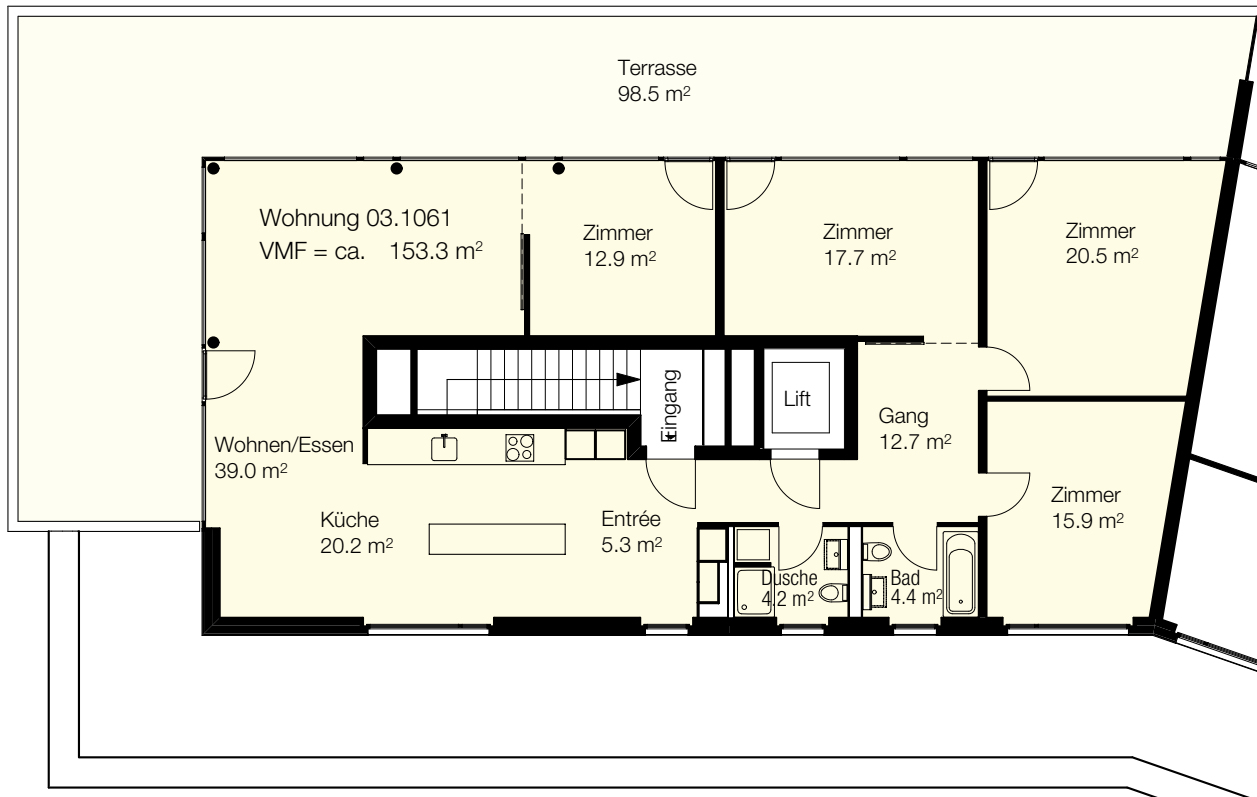 Terrasse
98.5 m²
Wohnung 03.1061
VMF = ca. 153.3 m²
Zimmer
12.9 m²
Zimmer
17.7 m²
Zimmer
20.5 m²
Eingang
Lift
Gang
12.7 m²
Wohnen/Essen
39.0 m²
Küche
20.2 m²
Entrée
5.3 m²
Zimmer
15.9 m²
Dusche
4.2 m²
Bad
4.4 m²